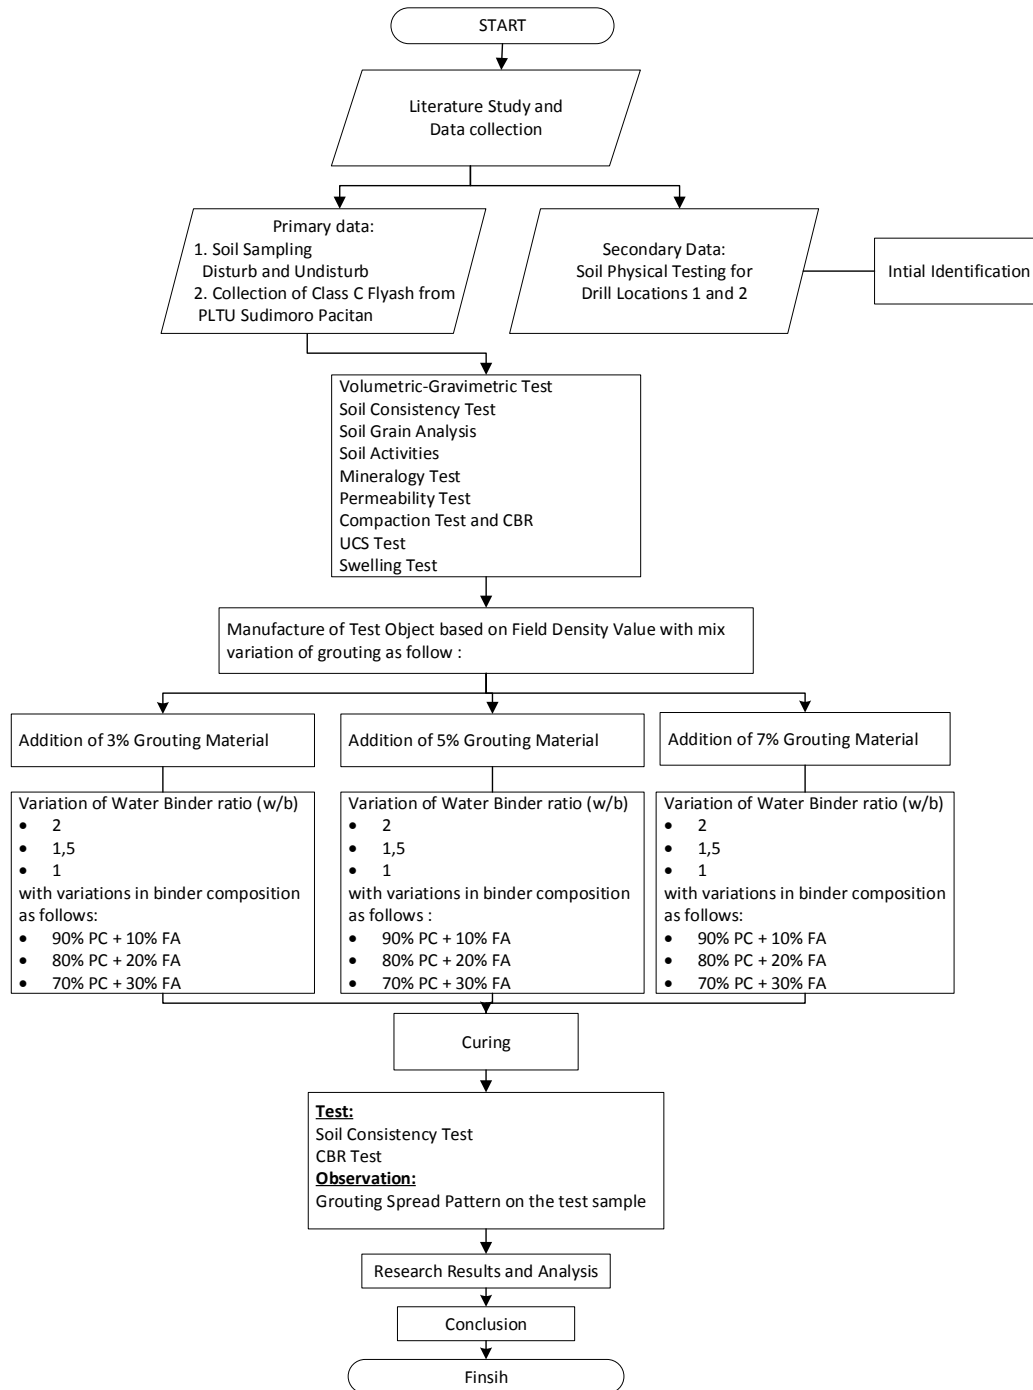 START
Literature Study and
Data collection
Primary data:
1. Soil Sampling
Disturb and Undisturb
2. Collection of Class C Flyash from
PLTU Sudimoro Pacitan
Secondary Data:
Soil Physical Testing for
Drill Locations 1 and 2
Intial Identification
Volumetric-Gravimetric Test
Soil Consistency Test
Soil Grain Analysis
Soil Activities
Mineralogy Test
Permeability Test
Compaction Test and CBR
UCS Test
Swelling Test
Manufacture of Test Object based on Field Density Value with mix
variation of grouting as follow :
Addition of 3% Grouting Material
Addition of 5% Grouting Material
Addition of 7% Grouting Material
Variation of Water Binder ratio (w/b)
• 2
• 1,5
• 1
with variations in binder composition
as follows:
• 90% PC + 10% FA
• 80% PC + 20% FA
• 70% PC + 30% FA
Variation of Water Binder ratio (w/b)
• 2
• 1,5
• 1
with variations in binder composition
as follows :
• 90% PC + 10% FA
• 80% PC + 20% FA
• 70% PC + 30% FA
Variation of Water Binder ratio (w/b)
• 2
• 1,5
• 1
with variations in binder composition
as follows:
• 90% PC + 10% FA
• 80% PC + 20% FA
• 70% PC + 30% FA
Curing
Test:
Soil Consistency Test
CBR Test
Observation:
Grouting Spread Pattern on the test sample
Research Results and Analysis
Conclusion
Finsih